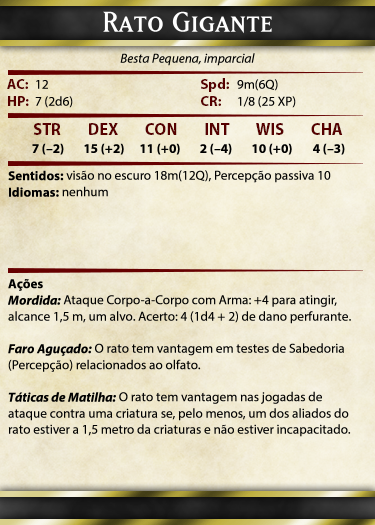 Rato Gigante
Besta Pequena, imparcial
AC: 12 Spd: 9m(6Q)
HP: 7 (2d6) CR: 1/8 (25 XP)
STR DEX CON INT WIS CHA
7 (–2) 15 (+2) 11 (+0) 2 (–4) 10 (+0) 4 (–3)
Sentidos: visão no escuro 18m(12Q), Percepção passiva 10
Idiomas: nenhum
Ações
Mordida: Ataque Corpo-a-Corpo com Arma: +4 para atingir,
alcance 1,5 m, um alvo. Acerto: 4 (1d4 + 2) de dano perfurante.
Faro Aguçado: O rato tem vantagem em testes de Sabedoria
(Percepção) relacionados ao olfato.
Táticas de Matilha: O rato tem vantagem nas jogadas de
ataque contra uma criatura se, pelo menos, um dos aliados do
rato estiver a 1,5 metro da criaturas e não estiver incapacitado.